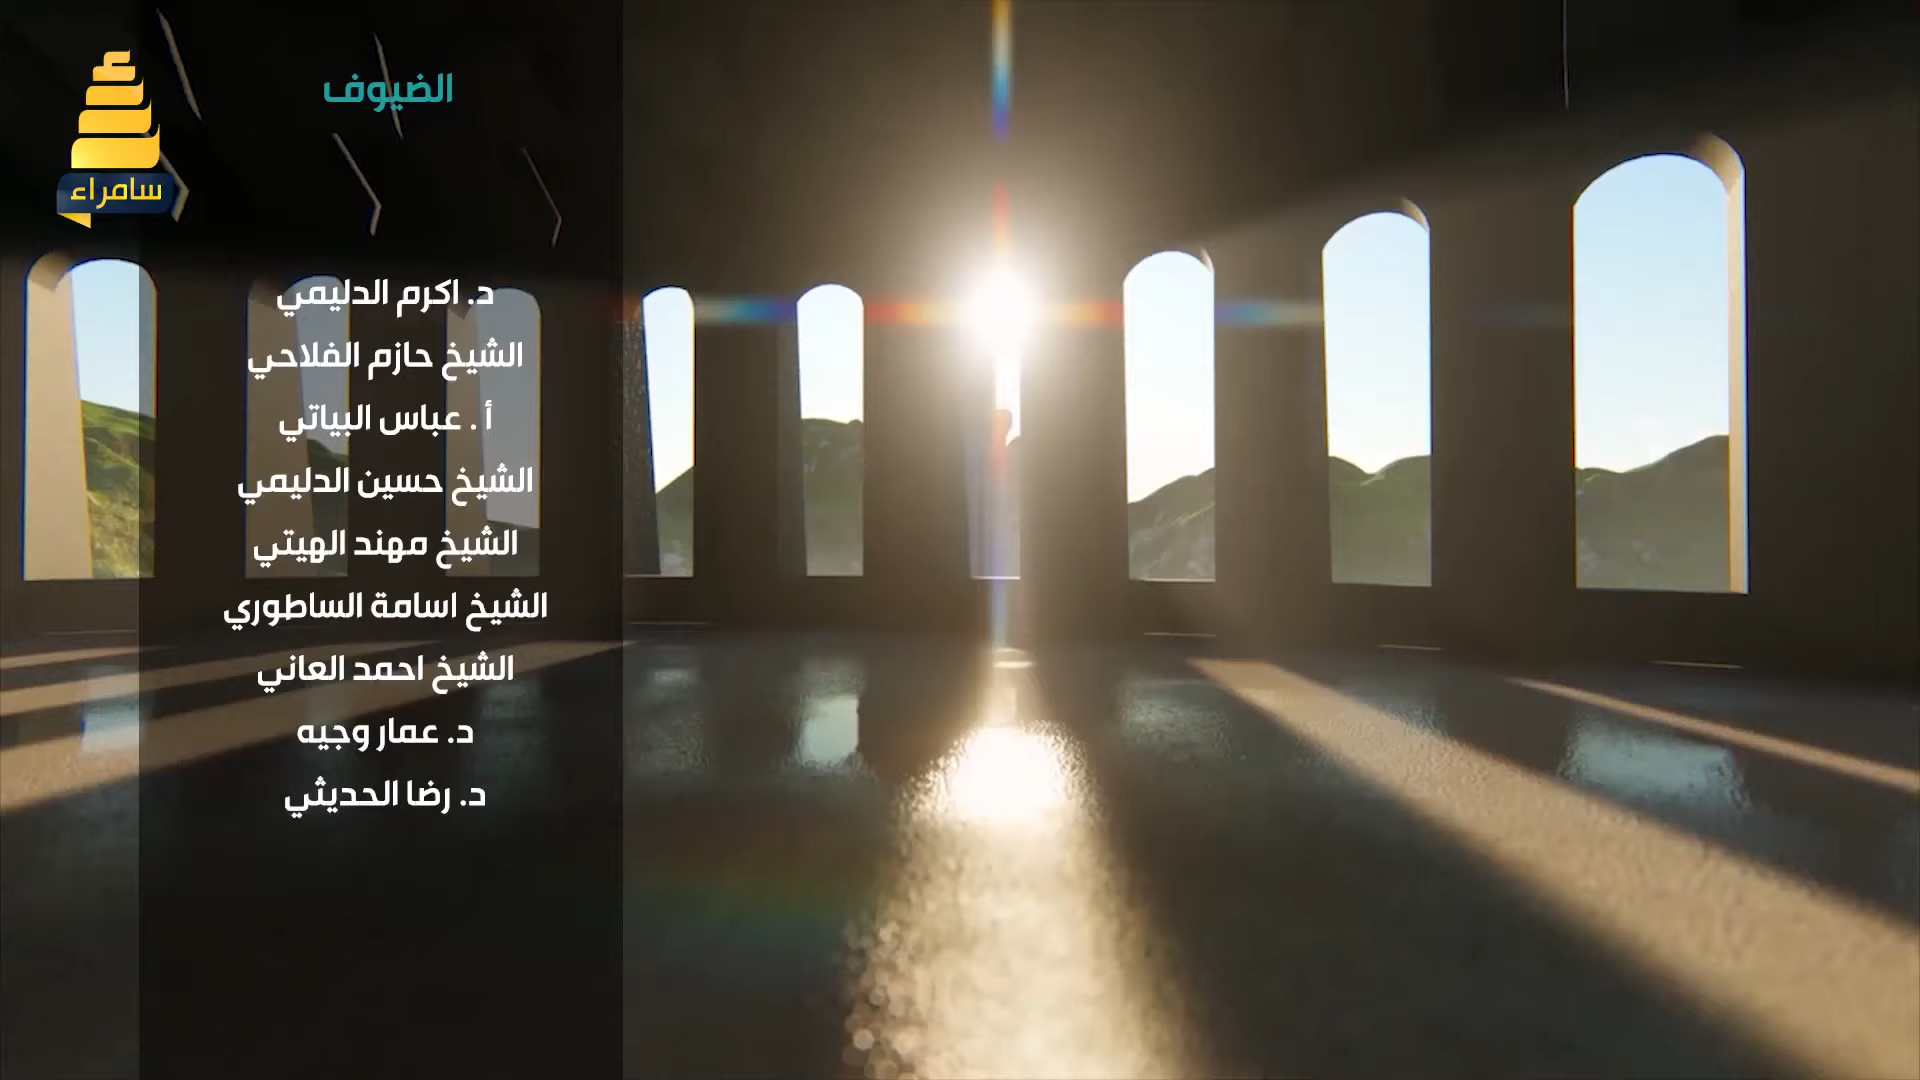 سامراء
الضيوف
د. اكرم الدليمي
الشيخ حازم الفلاحي
أ . عباس البياتي
الشيخ حسين الدليمي
الشيخ مهند الهيتي
الشيخ اسامة الساطوري
الشيخ احمد العاني
د. عمار وجيه
د. رضا الحديثي